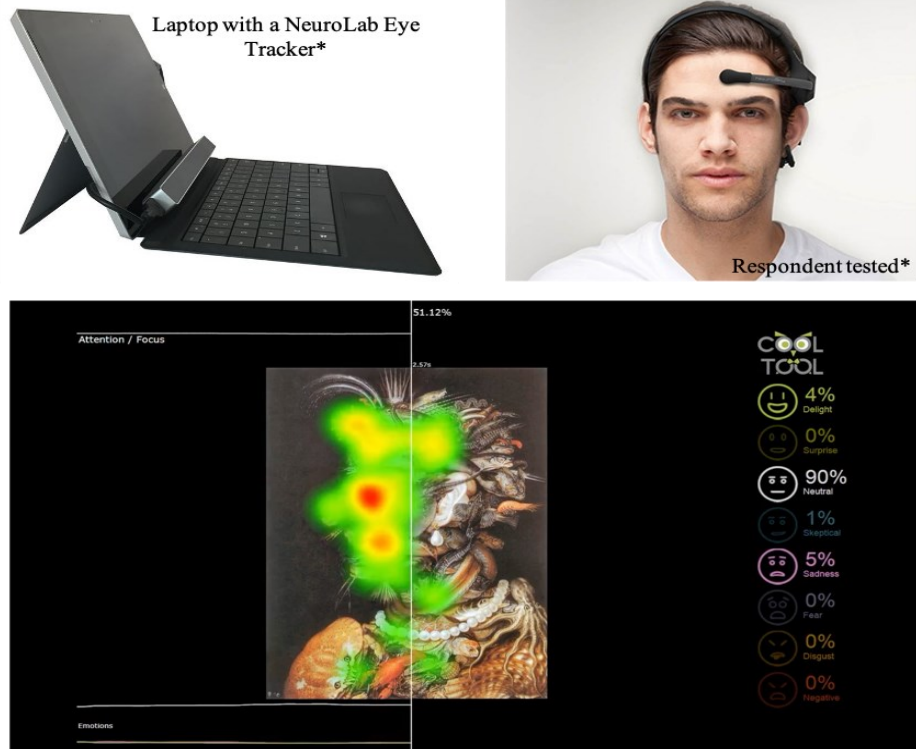 Laptop with a NeuroLab Eye
Tracker*
Respondent tested*
51.12%
Attention / Focus
2.57s
COOL
TOOL
4%
Delight
0%
Surprise
90%
Neutral
1%
Skeptical
5%
Sadness
0%
Fear
0%
Disgust
0%
Negative
Emotions